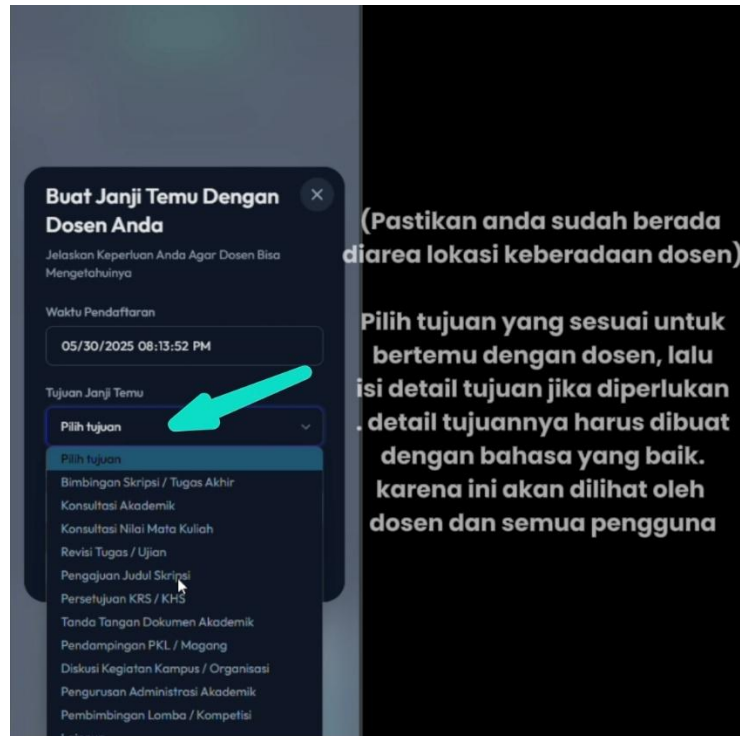 Buat Janji Temu Dengan
Dosen Anda
Jelaskan Keperluan Anda Agar Dosen Bisa
Mengetahuinya
Waktu Pendaftaran
05/30/2025 08:13:52 PM
Tujuan Janji Temu
Pilih tujuan
Pilih tujuan
Bimbingan Skripsi / Tugas Akhir
Konsultasi Akademik
Konsultasi Nilai Mata Kuliah
Revisi Tugas / Ujian
Pengajuan Judul Skripsi
Persetujuan KRS / KHS
Tanda Tangan Dokumen Akademik
Pendampingan PKL / Magang
Diskusi Kegiatan Kampus / Organisasi
Pengurusan Administrasi Akademik
Pembimbingan Lomba / Kompetisi
(Pastikan anda sudah berada
diarea lokasi keberadaan dosen)
Pilih tujuan yang sesuai untuk
bertemu dengan dosen, lalu
isi detail tujuan jika diperlukan
. detail tujuannya harus dibuat
dengan bahasa yang baik.
karena ini akan dilihat oleh
dosen dan semua pengguna